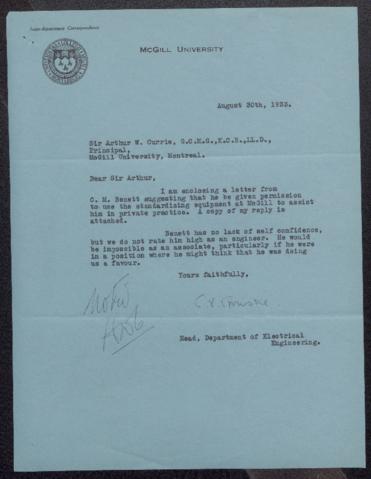 Inter-department Correspondence
McGILL UNIVERSITY
August 30th, 1933.
Sir Arthur W. Currie, G.C.M.G.,K.C.B.,LL.D.,
Principal,
McGill University, Montreal.
Dear Sir Arthur,
I am enclosing a letter from
C. M. Benett suggesting that he be given permission
to use the standardizing equipment at McGill to assist
him in private practice. A copy of my reply is
attached.
Benett has no lack of self confidence,
but we do not rate him high as an engineer. He would
be impossible as an associate, particularly if he were
in a position where he might think that he was doing
us a favour.
Yours faithfully,
Noted
Head, Department of Electrical
Engineering.